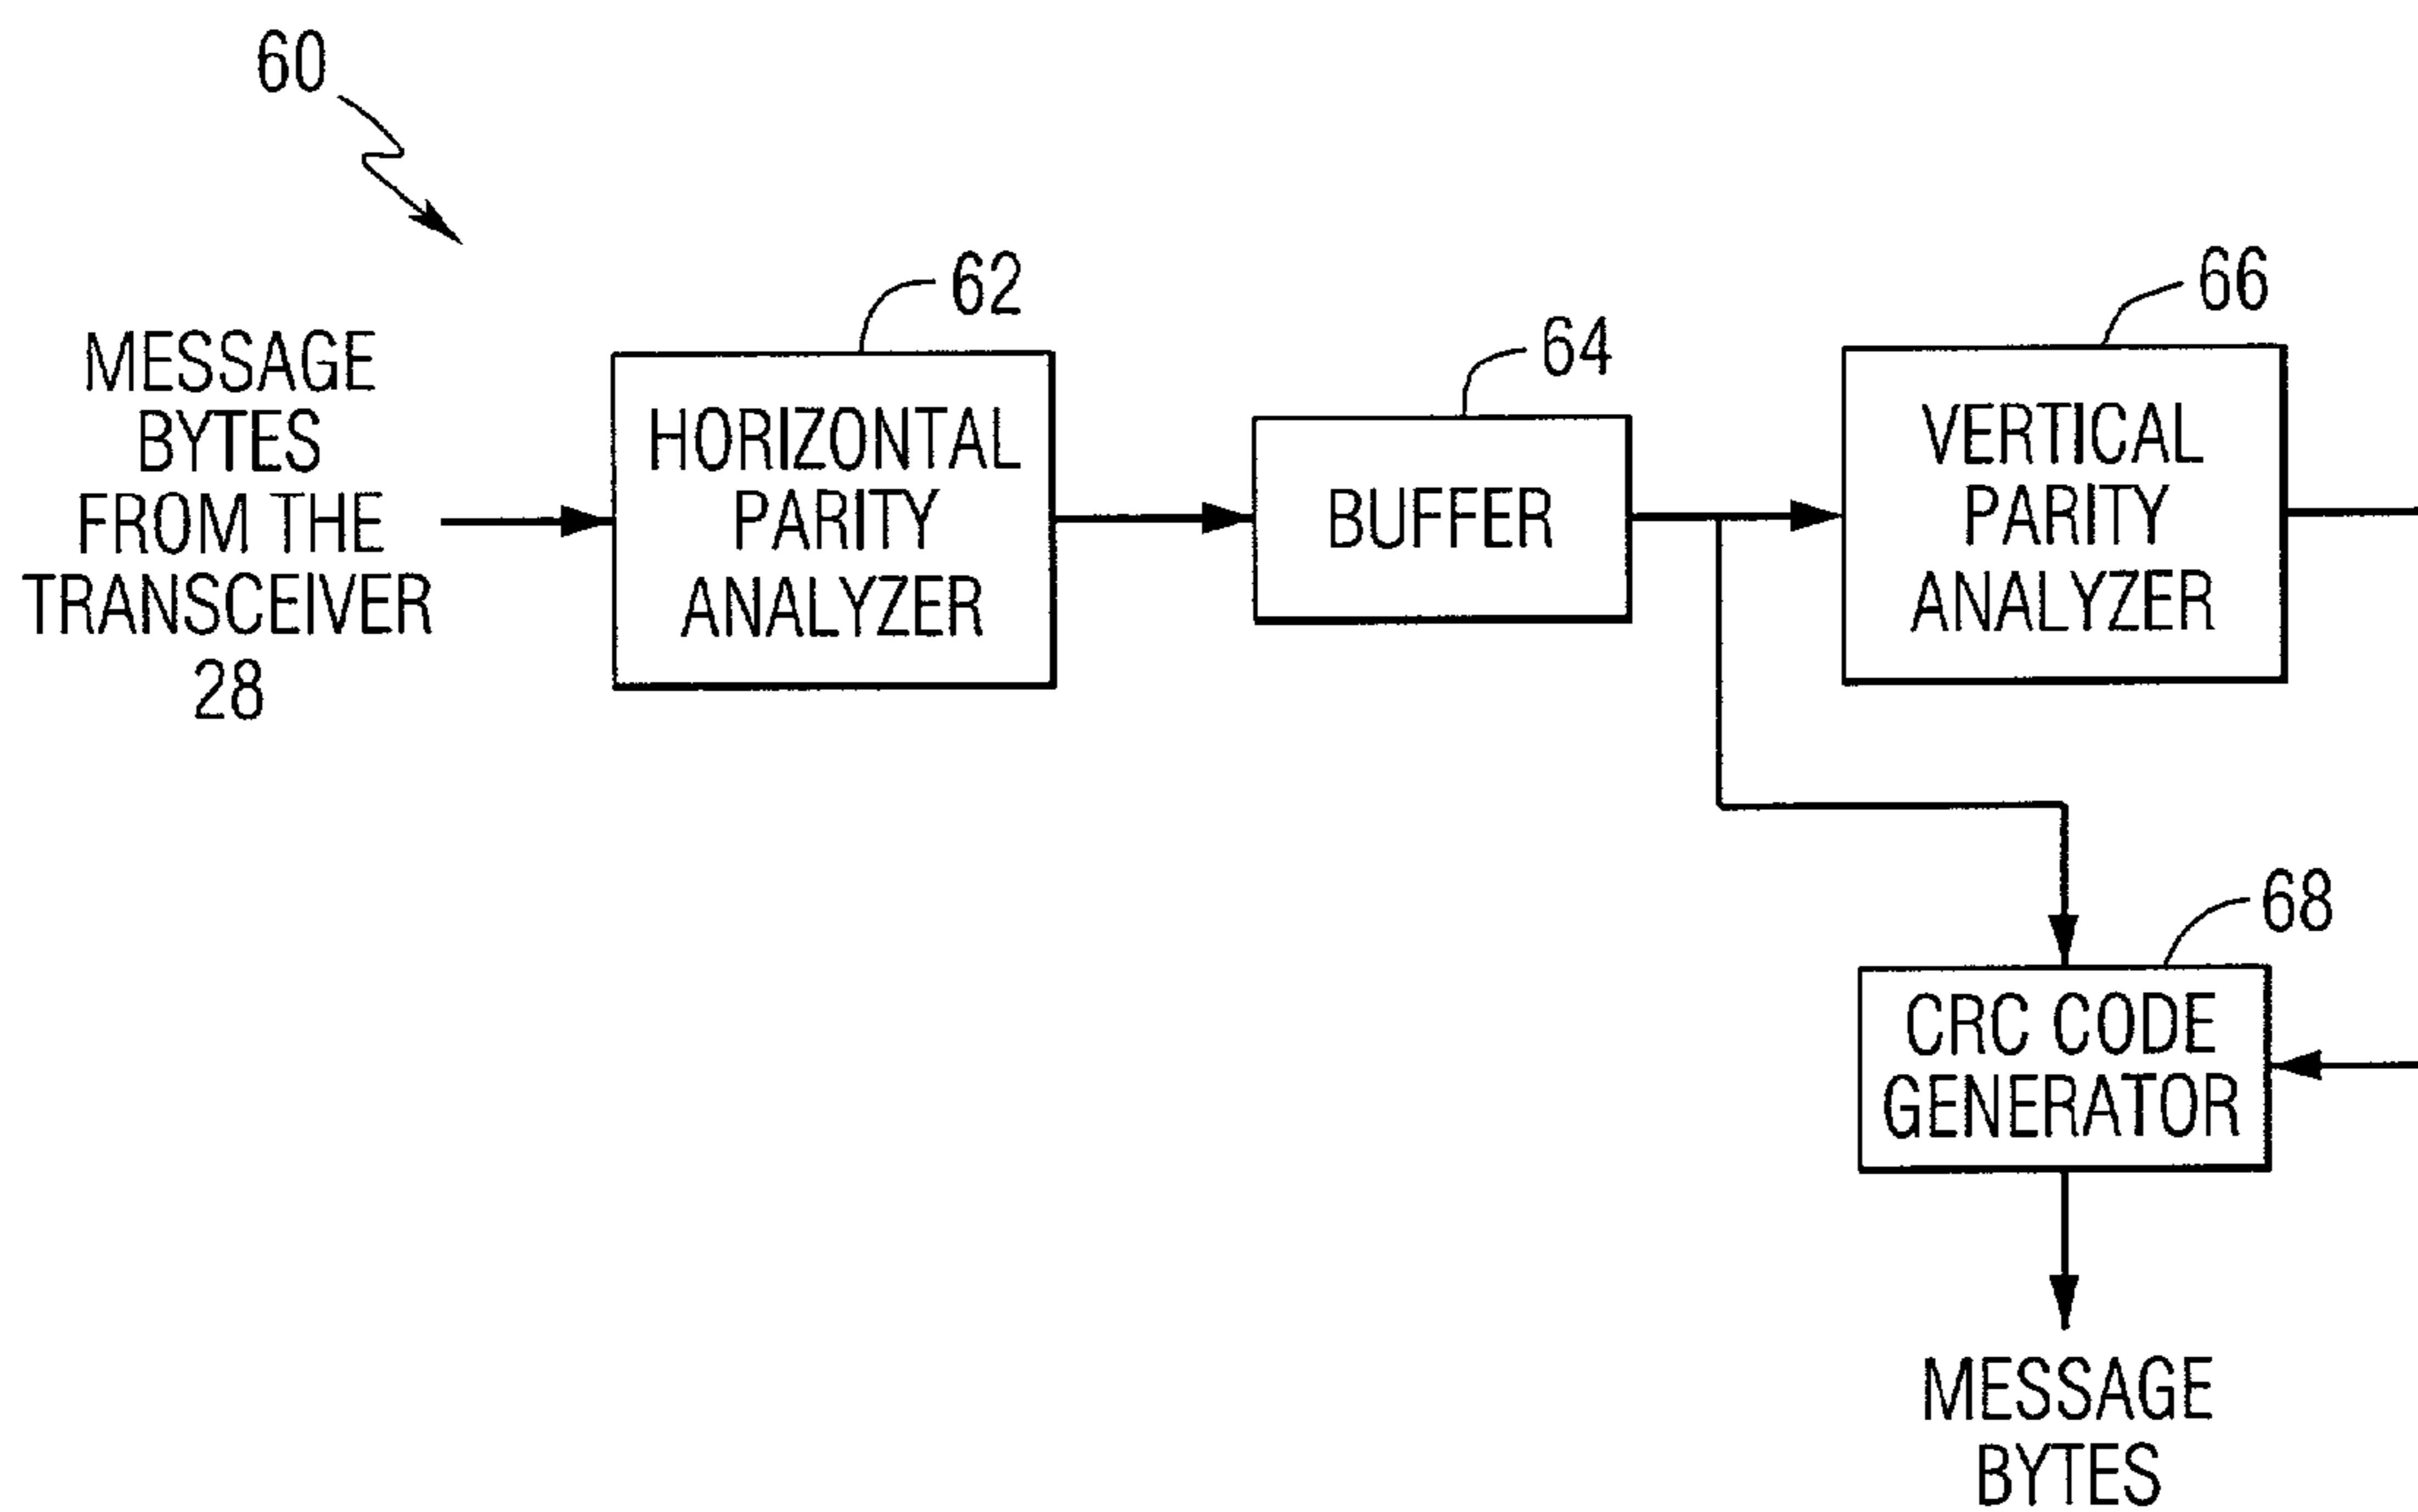 60
62
64
66
MESSAGE
BYTES
FROM THE
TRANSCEIVER
28
HORIZONTAL
PARITY
ANALYZER
BUFFER
VERTICAL
PARITY
ANALYZER
68
CRC CODE
GENERATOR
MESSAGE
BYTES